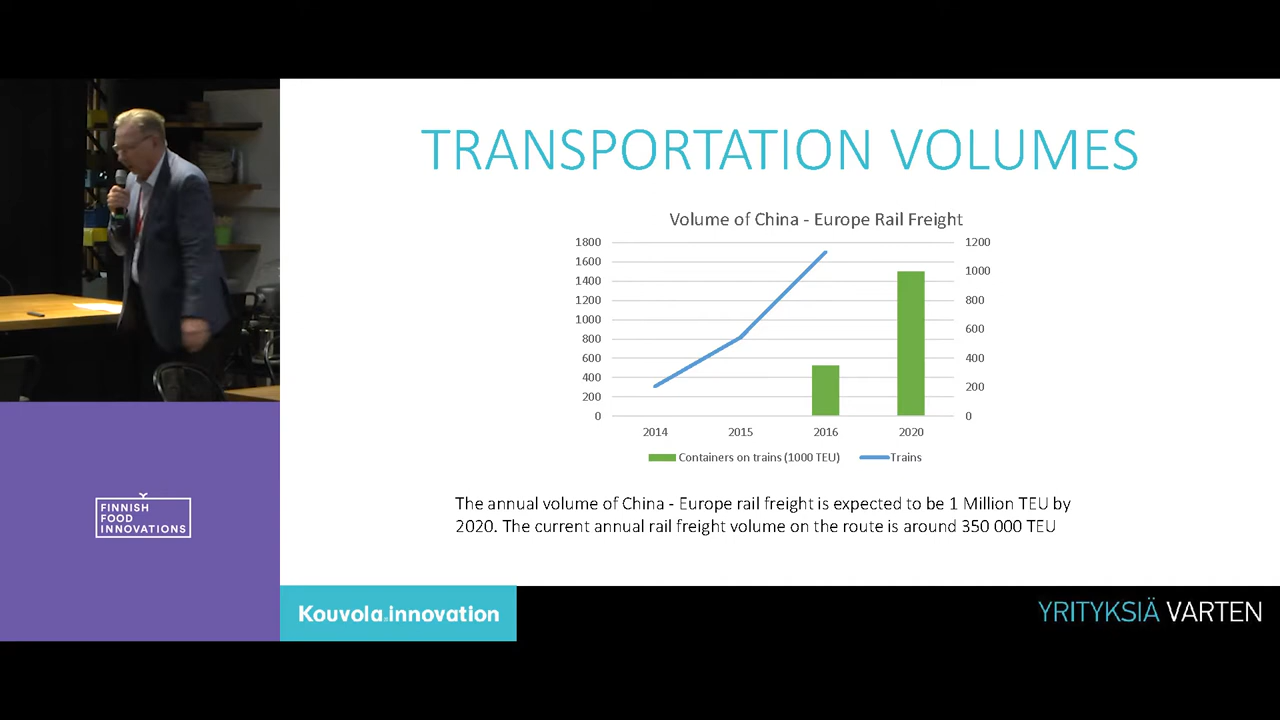 TRANSPORTATION VOLUMES
Volume of China - Europe Rail Freight
1800
1600
1400
1200
1000
800
600
400
200
0
1200
1000
800
600
400
200
0
2014 2015 2016 2020
Containers on trains (1000 TEU) Trains
The annual volume of China - Europe rail freight is expected to be 1 Million TEU by
2020. The current annual rail freight volume on the route is around 350 000 TEU
FINNISH
FOOD
INNOVATIONS
Kouvola.innovation
YRITYKSIÄ VARTEN